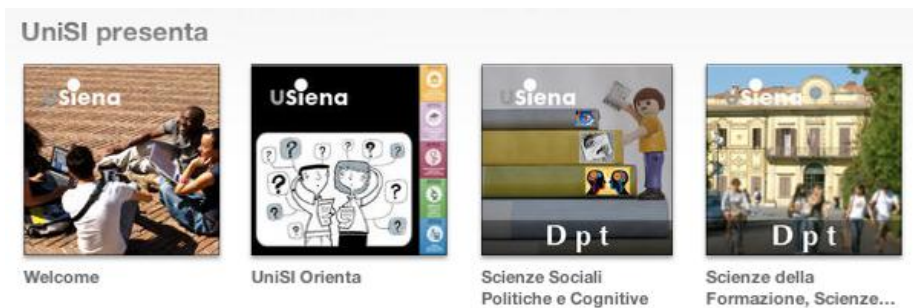 UniSI presenta
USiena
USiena
USiena
USiena
? ? ? ? ? ? ? ? ? ?
Dpt
Dpt
Welcome
UniSI Orienta
Scienze Sociali
Politiche e Cognitive
Scienze della
Formazione, Scienze...